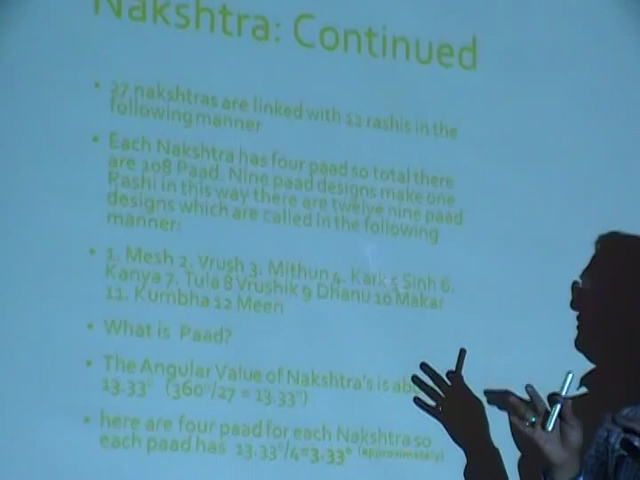 Nakshtra: Continued
27 nakshtras are linked with 12 rashis in the
following manner
Each Nakshtra has four paad so total there
are 108 Paad. Nine paad designs make one
Rashi in this way there are twelve nine paad
designs which are called in the following
manner:
1. Mesh 2. Vrush 3. Mithun 4. Kark 5 Sinh 6.
Kanya 7. Tula 8 Vrushik 9 Dhanu 10 Makar
11. Kumbha 12 Meen
What is Paad?
The Angular Value of Nakshtra's is
13.33° (360°/27 = 13.33°)
here are four paad for each Nakshtra so
each paad has 13.33°/4=3.33° (approximately)